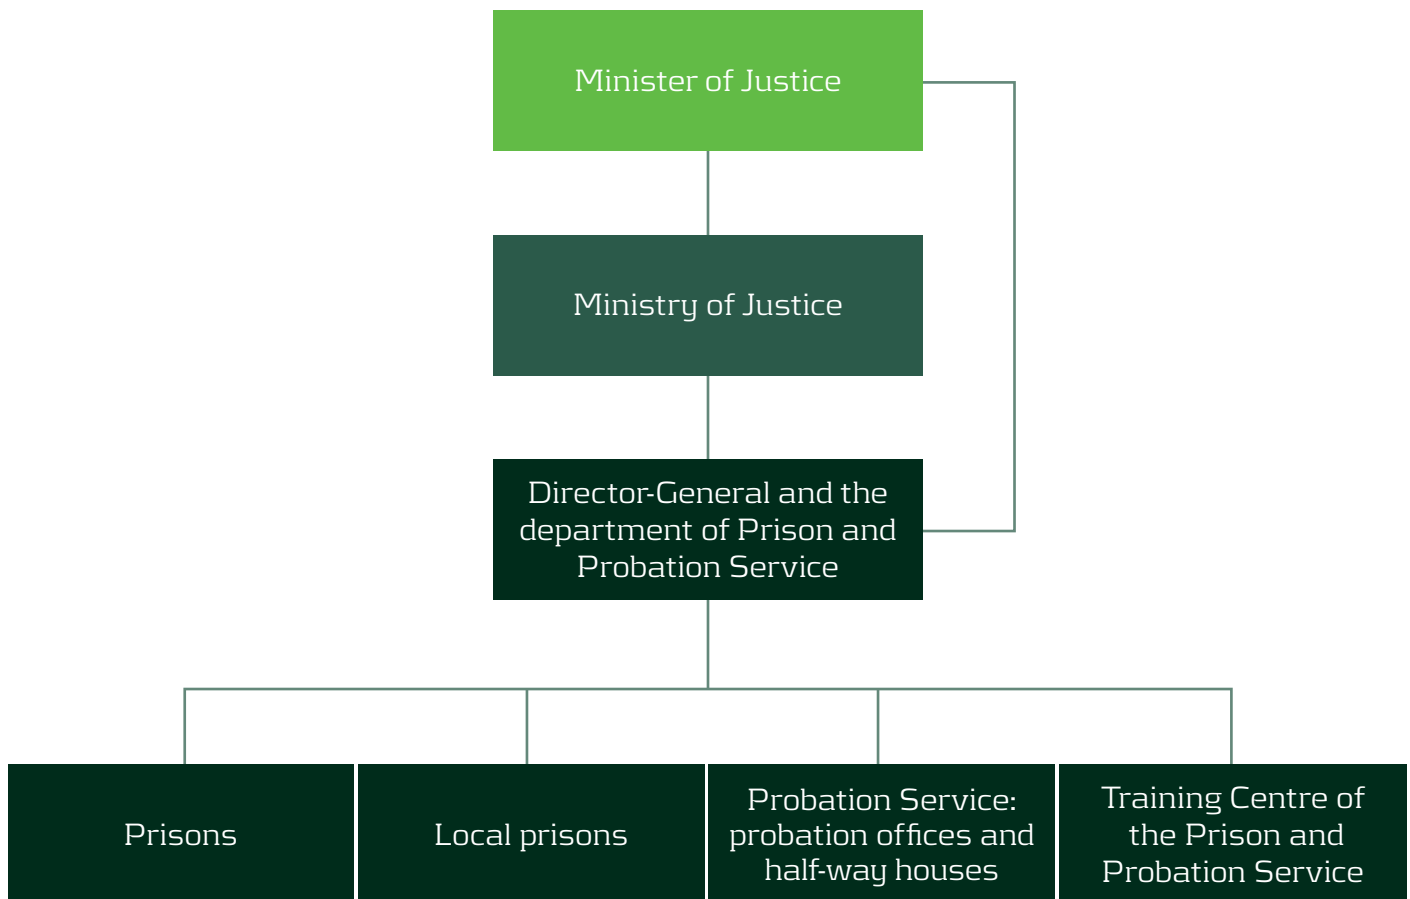 Minister of Justice
Ministry of Justice
Director-General and the
department of Prison and
Probation Service
Prisons
Local prisons
Probation Service:
probation offices and
half-way houses
Training Centre of
the Prison and
Probation Service